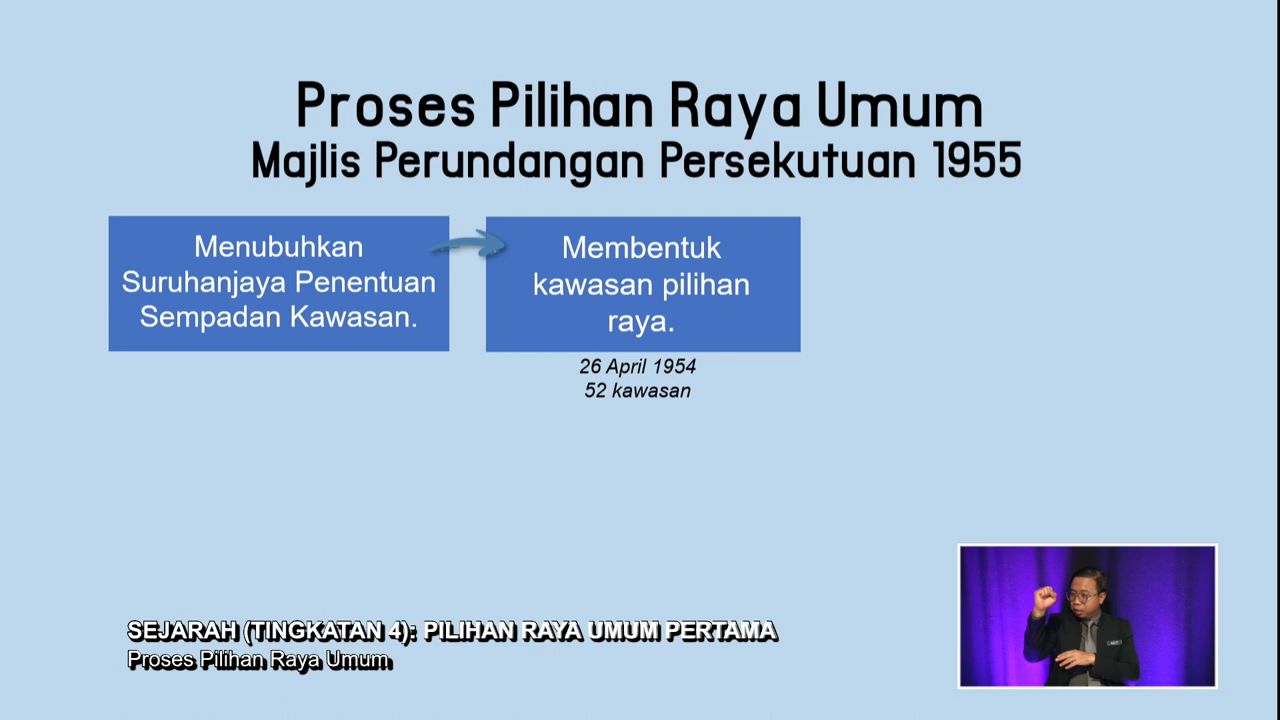 Proses Pilihan Raya Umum
Majlis Perundangan Persekutuan 1955
Menubuhkan
Suruhanjaya Penentuan
Sempadan Kawasan.
Membentuk
kawasan pilihan
raya.
26 April 1954
52 kawasan
SEJARAH (TINGKATAN 4): PILIHAN RAYA UMUM PERTAMA
Proses Pilihan Raya Umum